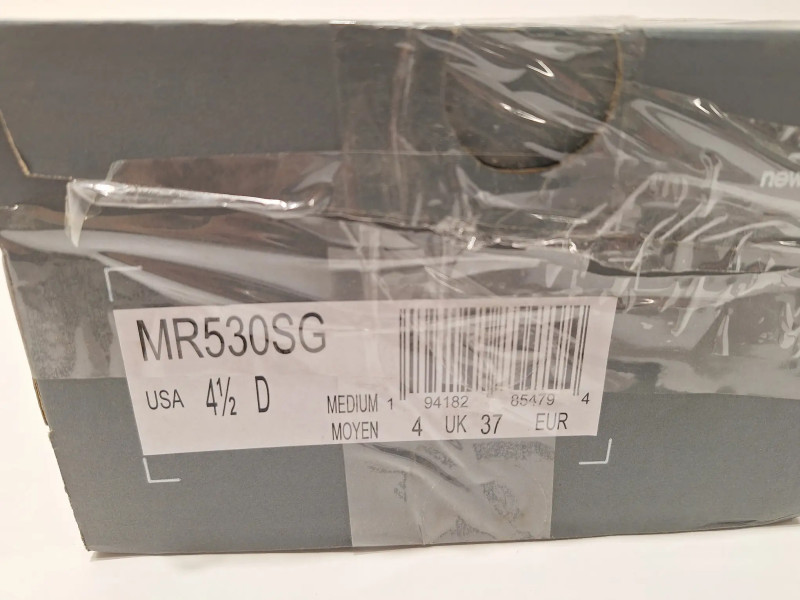 new
MR530SG
USA 4½ D
MEDIUM
MOYEN
1 94182 85479 4
4 UK 37 EUR